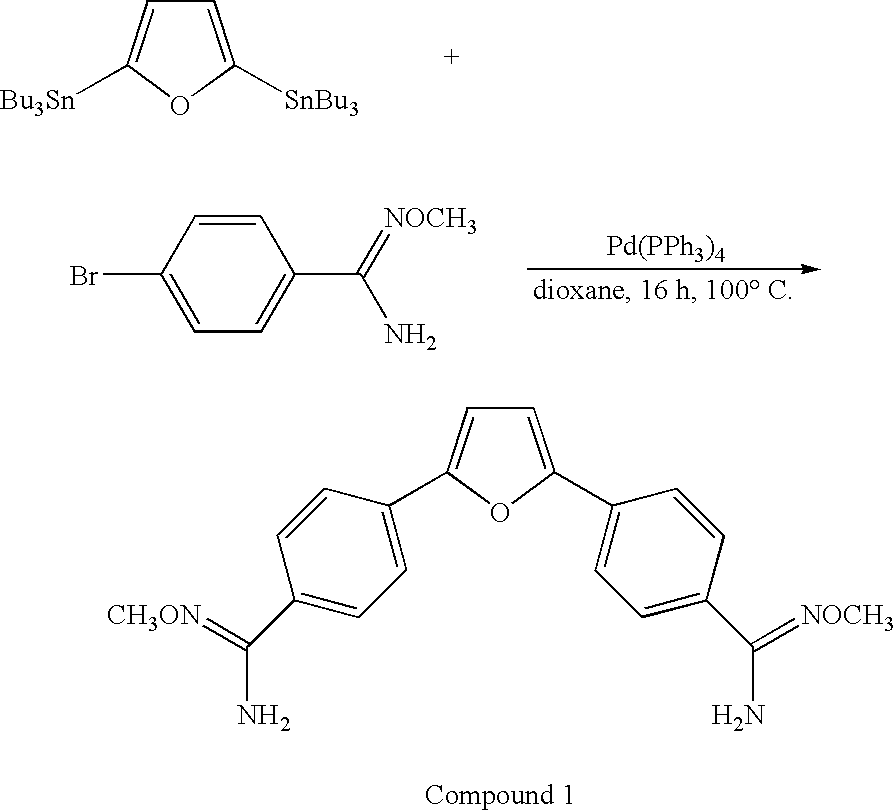 Bu3Sn O SnBu3 +
Br NOCH3 NH2
Pd(PPh3)4
dioxane, 16 h, 100° C.
O
CH3ON NOCH3
NH2 H2N
Compound 1